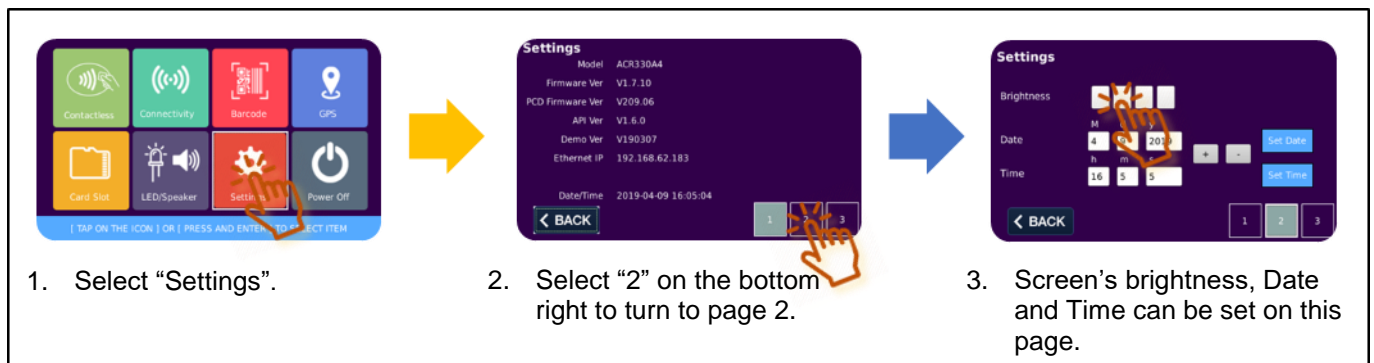 Contactless
Connectivity
Barcode
GPS
Card Slot
LED/Speaker
Settings
Power Off
[ TAP ON THE ICON ] OR [ PRESS AND ENTER TO SELECT ITEM
1. Select “Settings”.
Settings
Model ACR330A4
Firmware Ver V1.7.10
PCD Firmware Ver V209.06
API Ver V1.6.0
Demo Ver V190307
Ethernet IP 192.168.62.183
Date/Time 2019-04-09 16:05:04
< BACK
1 2 3
2. Select “2” on the bottom
right to turn to page 2.
Settings
Brightness
M y
Date 4 2019 Set Date
h m
+ -
Time 16 5 5 Set Time
< BACK
1 2 3
3. Screen’s brightness, Date
and Time can be set on this
page.